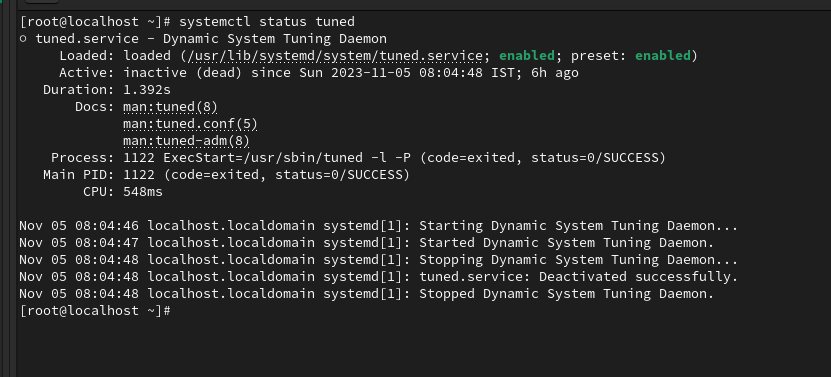 [root@localhost ~]# systemctl status tuned
○ tuned.service - Dynamic System Tuning Daemon
Loaded: loaded (/usr/lib/systemd/system/tuned.service; enabled; preset: enabled)
Active: inactive (dead) since Sun 2023-11-05 08:04:48 IST; 6h ago
Duration: 1.392s
Docs: man:tuned(8)
man:tuned.conf(5)
man:tuned-adm(8)
Process: 1122 ExecStart=/usr/sbin/tuned -l -P (code=exited, status=0/SUCCESS)
Main PID: 1122 (code=exited, status=0/SUCCESS)
CPU: 548ms

Nov 05 08:04:46 localhost.localdomain systemd[1]: Starting Dynamic System Tuning Daemon...
Nov 05 08:04:47 localhost.localdomain systemd[1]: Started Dynamic System Tuning Daemon.
Nov 05 08:04:48 localhost.localdomain systemd[1]: Stopping Dynamic System Tuning Daemon...
Nov 05 08:04:48 localhost.localdomain systemd[1]: tuned.service: Deactivated successfully.
Nov 05 08:04:48 localhost.localdomain systemd[1]: Stopped Dynamic System Tuning Daemon.
[root@localhost ~]#